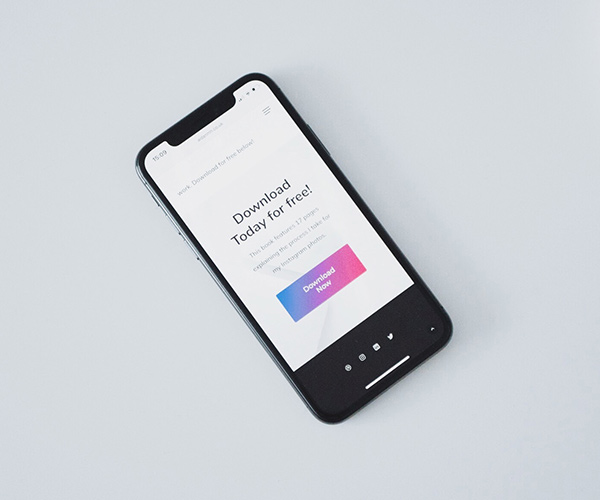 15:09
work. Download for free below!
Download
Today for free!
This book features 17 pages
explaining the process I take for
my Instagram photos.
Download
Now